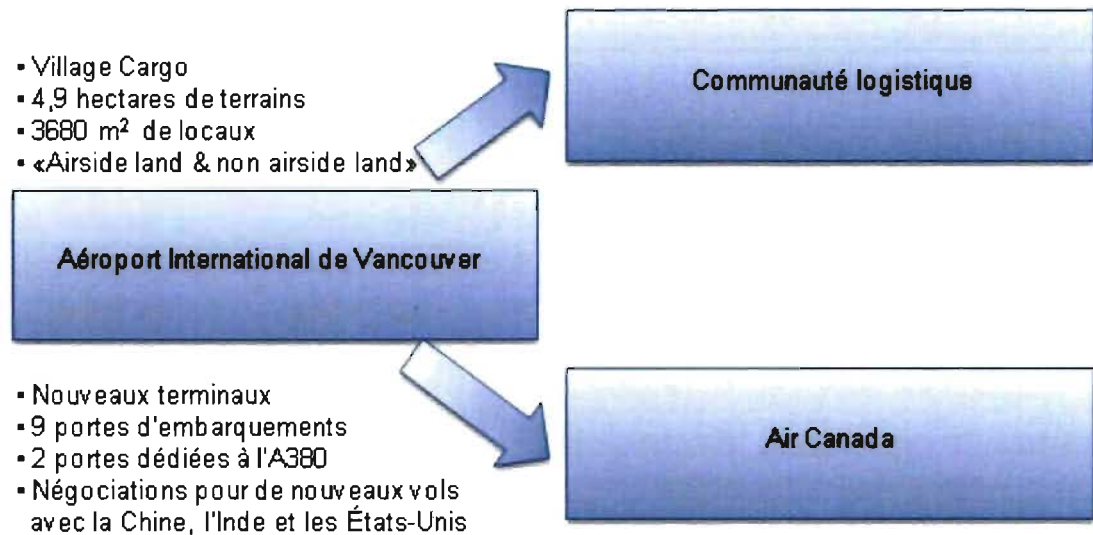 ▪ Village Cargo
▪ 4,9 hectares de terrains
▪ 3680 m² de locaux
▪ «Airside land & non airside land»
Communauté logistique
Aéroport International de Vancouver
▪ Nouveaux terminaux
▪ 9 portes d'embarquements
▪ 2 portes dédiées à l'A380
▪ Négociations pour de nouveaux vols
avec la Chine, l'Inde et les États-Unis
Air Canada